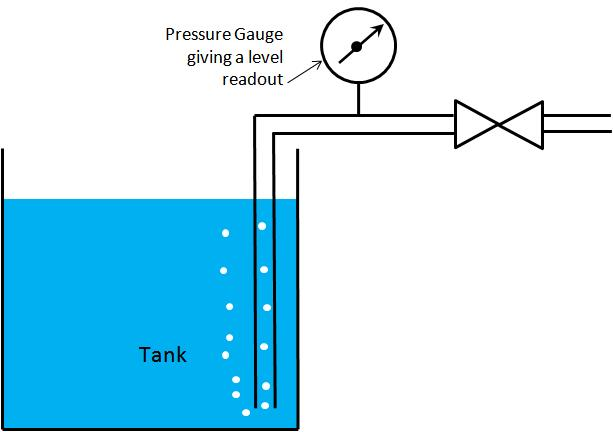 Pressure Gauge
giving a level
readout
Tank